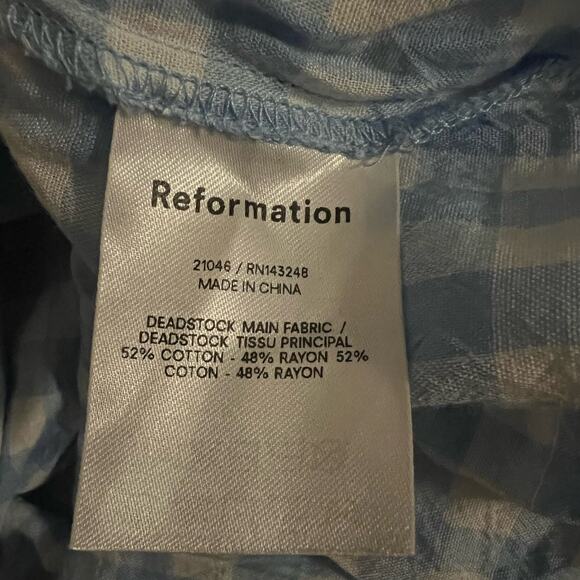 Reformation
21046 / RN143248
MADE IN CHINA
DEADSTOCK MAIN FABRIC /
DEADSTOCK TISSU PRINCIPAL
52% COTTON - 48% RAYON 52%
COTON - 48% RAYON